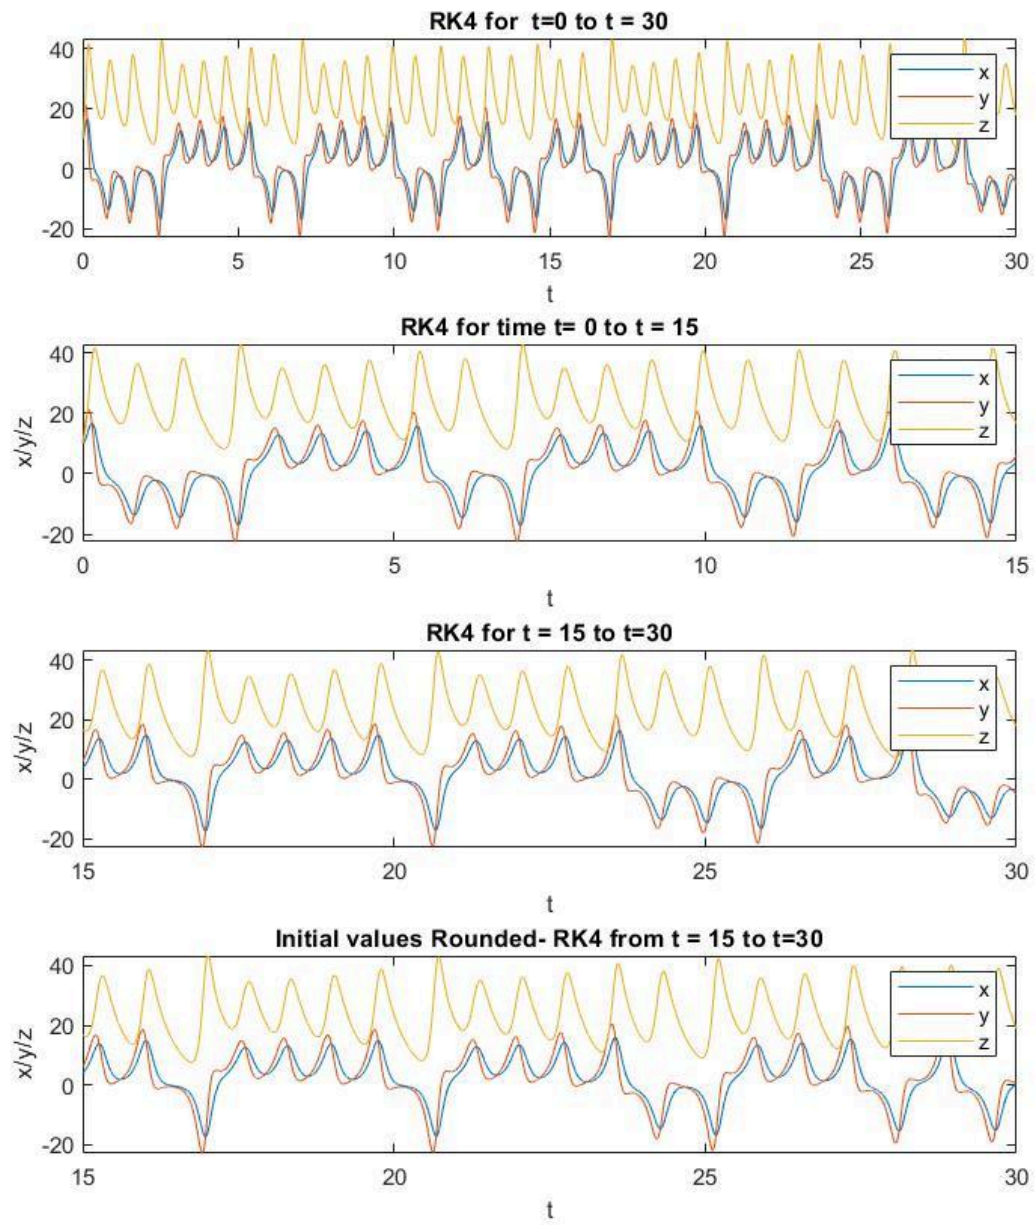 RK4 for t=0 to t = 30
40
20
0
-20
x
y
z
0 5 10 15 20 25 30
t
RK4 for time t= 0 to t = 15
x/y/z
40
20
0
-20
x
y
z
0 5 10 15
t
RK4 for t = 15 to t=30
x/y/z
40
20
0
-20
x
y
z
15 20 25 30
t
Initial values Rounded- RK4 from t = 15 to t=30
x/y/z
40
20
0
-20
x
y
z
15 20 25 30
t